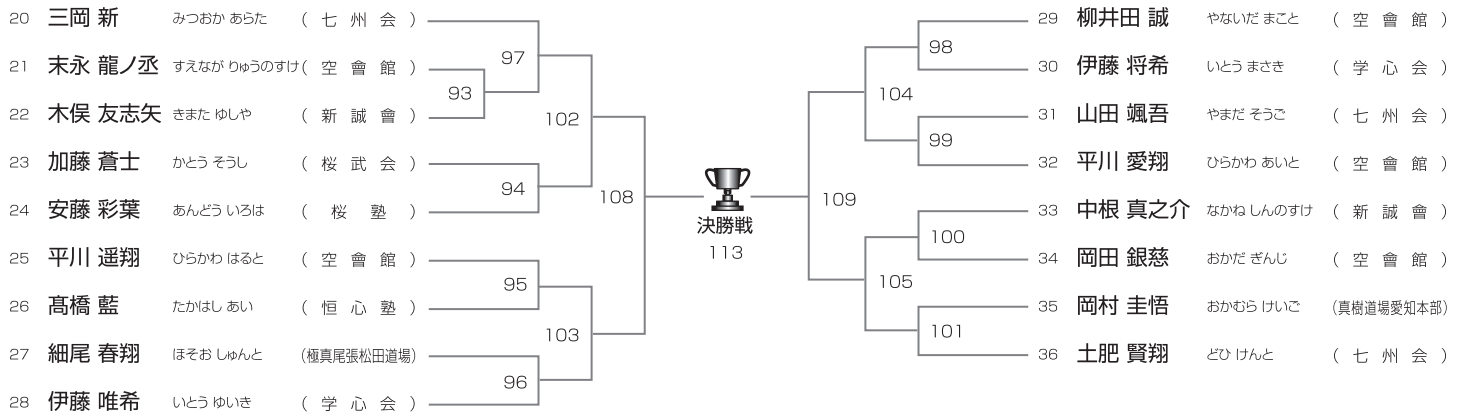 20 三岡 新 みつおか あらた (七州会)
21 末永 龍ノ丞 すえなが りゅうのすけ (空會館)
22 木俣 友志矢 きまた ゆしや (新誠會)
23 加藤 蒼士 かとう そうし (桜武会)
24 安藤 彩葉 あんどう いろは (桜塾)
25 平川 遥翔 ひらかわ はると (空會館)
26 髙橋 藍 たかはし あい (恒心塾)
27 細尾 春翔 ほそお しゅんと (極真尾張松田道場)
28 伊藤 唯希 いとう ゆいき (学心会)
97
93
102
94
108
95
103
96
決勝戦
113
98
104
99
109
100
105
101
29 柳井田 誠 やないだ まこと (空會館)
30 伊藤 将希 いとう まさき (学心会)
31 山田 颯吾 やまだ そうご (七州会)
32 平川 愛翔 ひらかわ あいと (空會館)
33 中根 真之介 なかね しんのすけ (新誠會)
34 岡田 銀慈 おかだ ぎんじ (空會館)
35 岡村 圭悟 おかむら けいご (真樹道場愛知本部)
36 土肥 賢翔 どひ けんと (七州会)